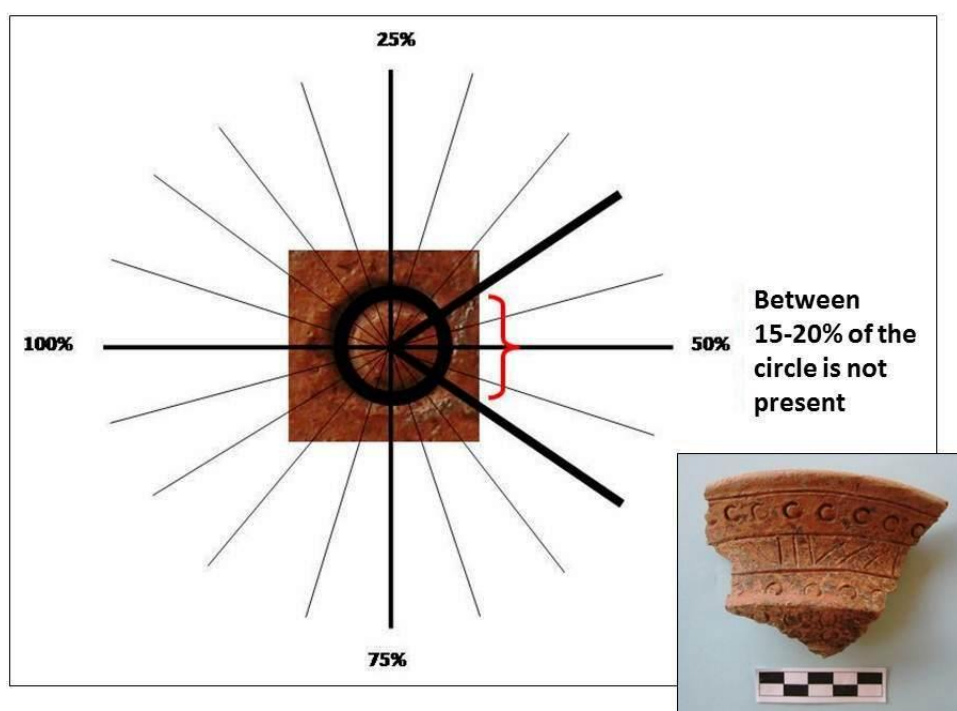 25%
100%
50%
Between
15-20% of the
circle is not
present
75%